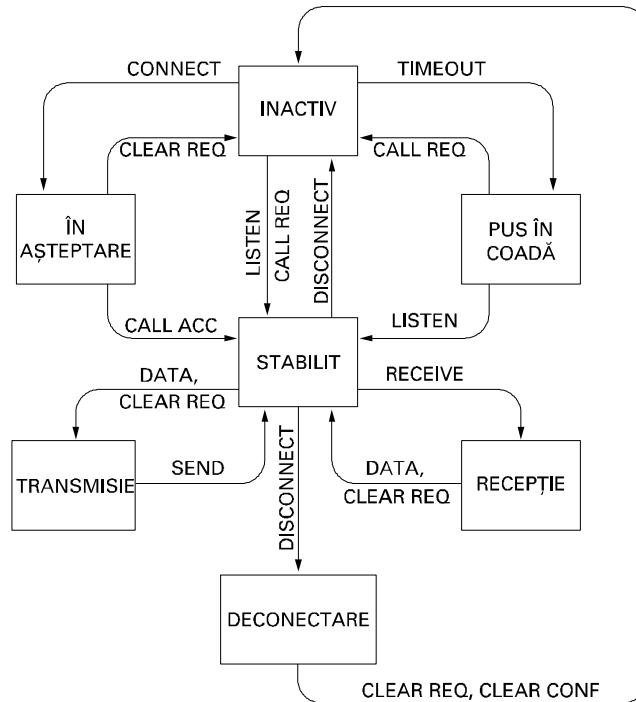 CONNECT
TIMEOUT
INACTIV
CLEAR REQ
CALL REQ
ÎN
AȘTEPTARE
LISTEN
CALL REQ
DISCONNECT
PUS ÎN
COADĂ
CALL ACC
LISTEN
STABILIT
DATA,
CLEAR REQ
RECEIVE
TRANSMISIE
SEND
DISCONNECT
DATA,
CLEAR REQ
RECEPȚIE
DECONECTARE
CLEAR REQ, CLEAR CONF